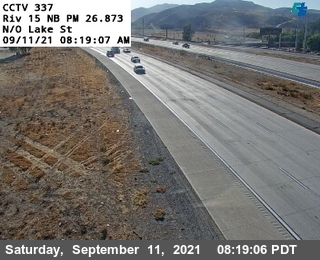 CCTV 337
Riv 15 NB PM 26.873
N/O Lake St
09/11/21 08:19:07 AM
Saturday, September 11, 2021 08:19:06 PDT